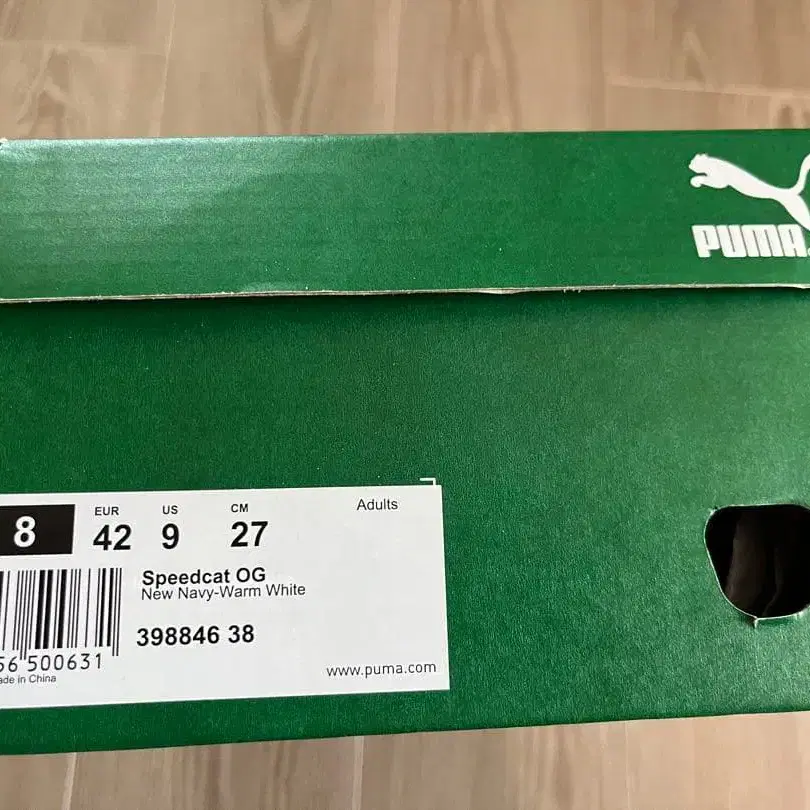 PUMA
EUR US CM Adults
8 42 9 27
Speedcat OG
New Navy-Warm White
398846 38
56 500631
ade in China
www.puma.com